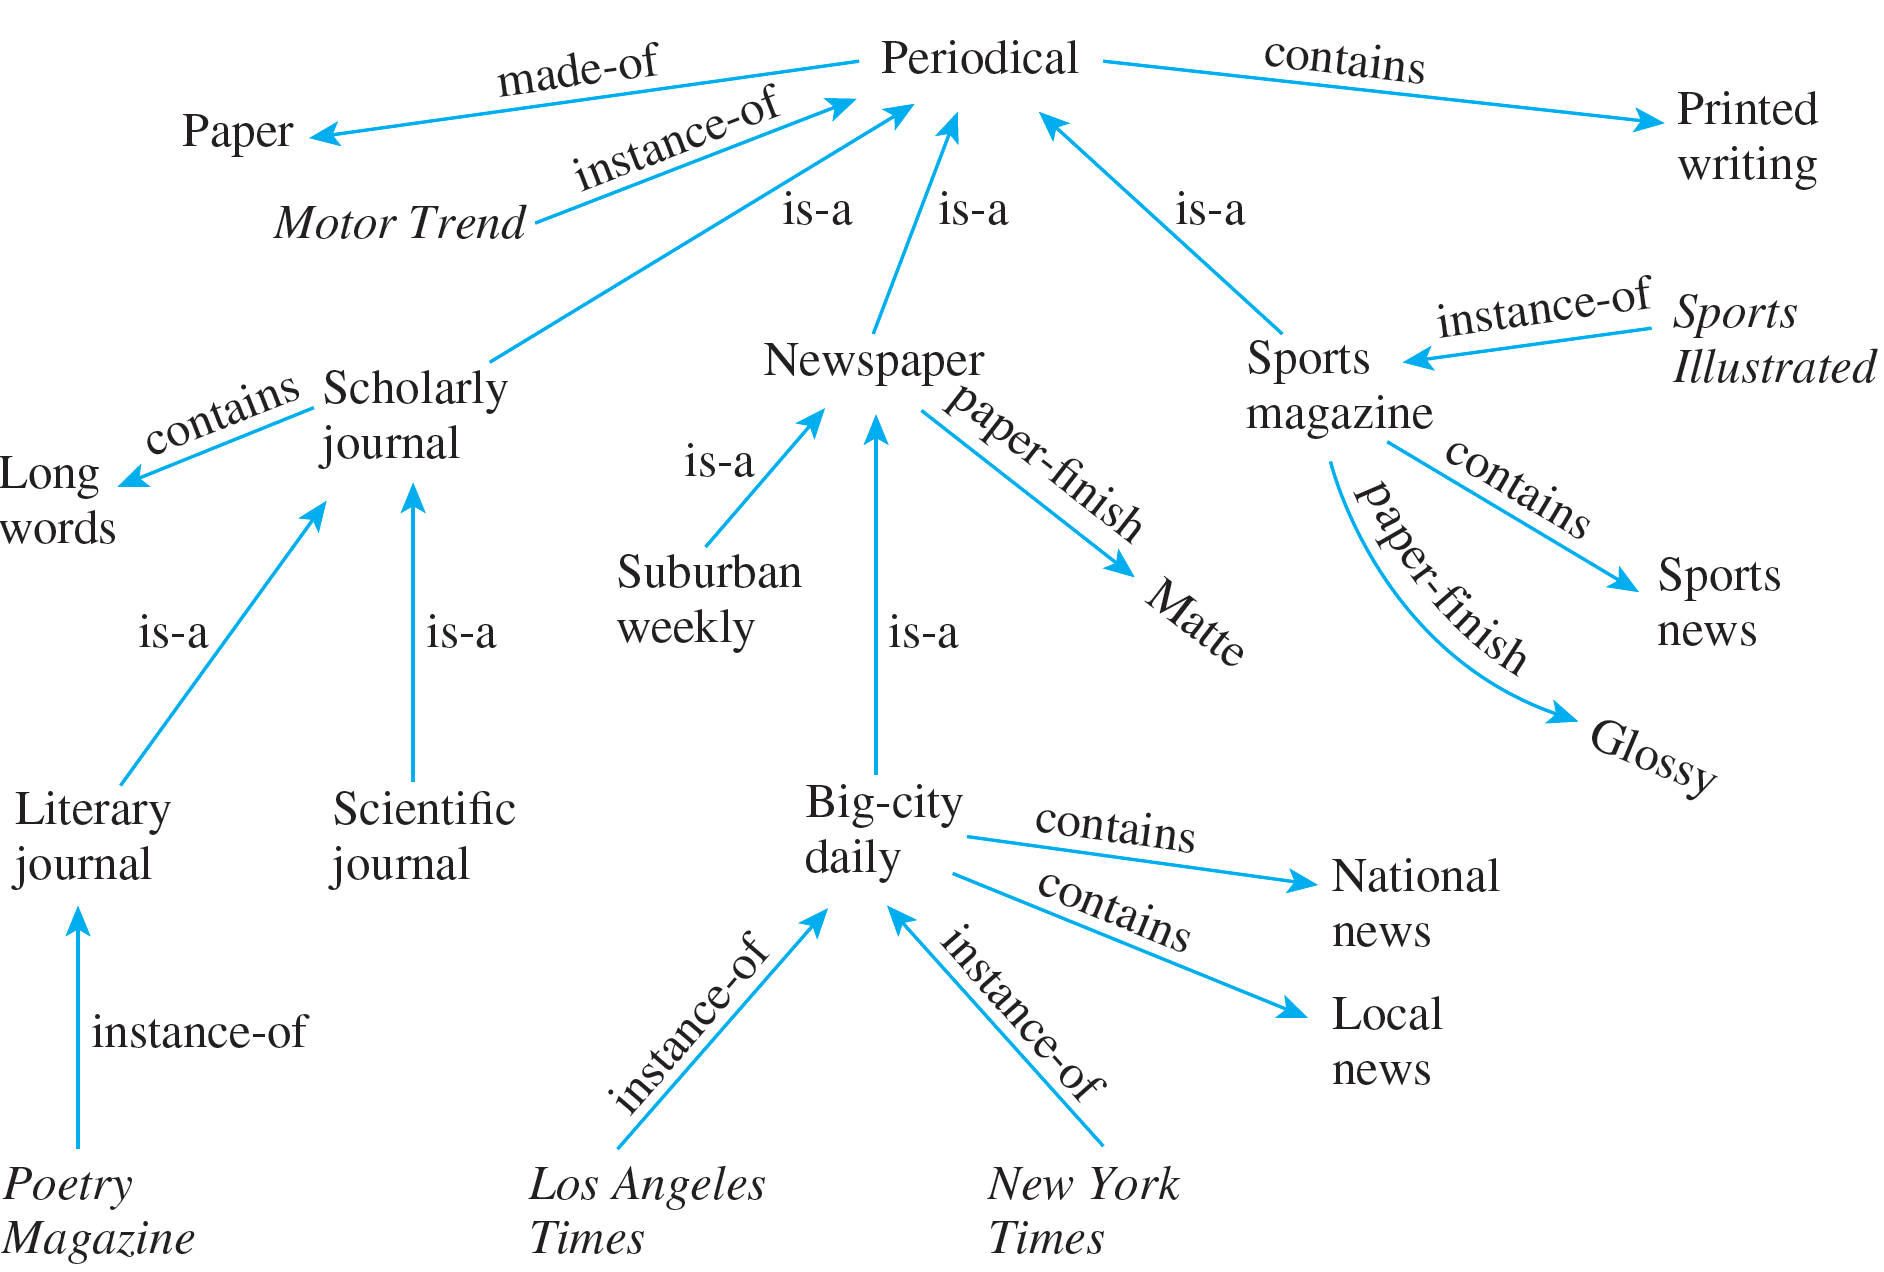 Periodical
made-of
contains
Paper
Printed
writing
instance-of
Motor Trend
is-a
is-a
is-a
instance-of
Sports
Illustrated
Scholarly
journal
Newspaper
Sports
magazine
contains
Long
words
is-a
paper-finish
contains
paper-finish
Suburban
weekly
Matte
Sports
news
is-a
is-a
is-a
Glossy
Literary
journal
Scientific
journal
Big-city
daily
contains
National
news
contains
Local
news
instance-of
instance-of
instance-of
Poetry
Magazine
Los Angeles
Times
New York
Times